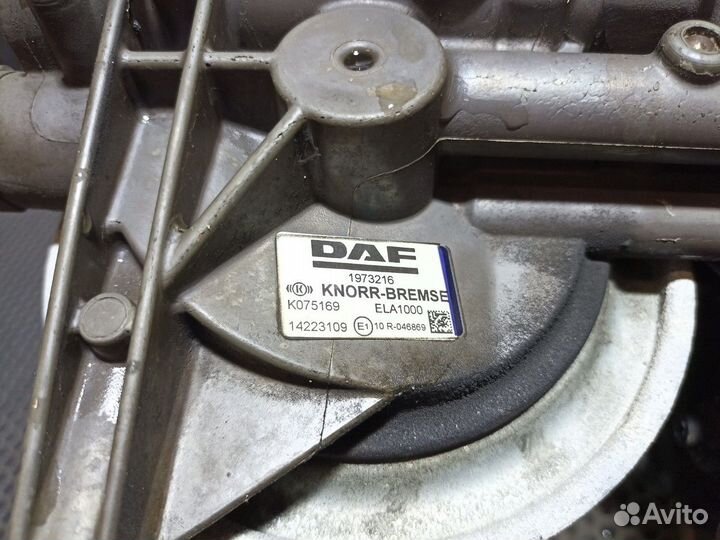 DAF
1973216
KNORR-BREMSE
K075169 ELA1000
14223109 E1 10 R-046869
Avito